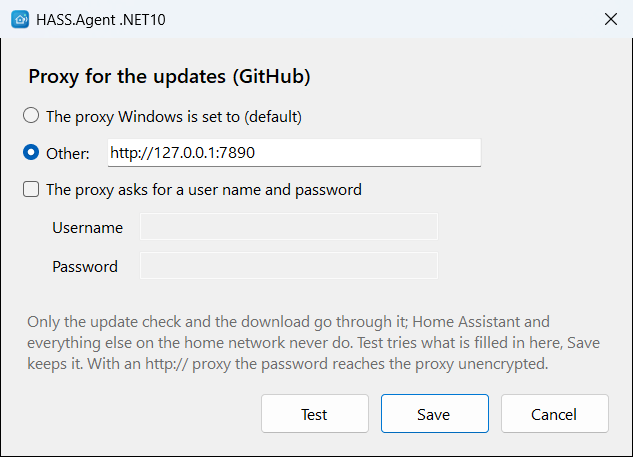 HASS.Agent .NET10
Proxy for the updates (GitHub)
The proxy Windows is set to (default)
Other: http://127.0.0.1:7890
The proxy asks for a user name and password
Username
Password
Only the update check and the download go through it; Home Assistant and
everything else on the home network never do. Test tries what is filled in here, Save
keeps it. With an http:// proxy the password reaches the proxy unencrypted.
Test Save Cancel